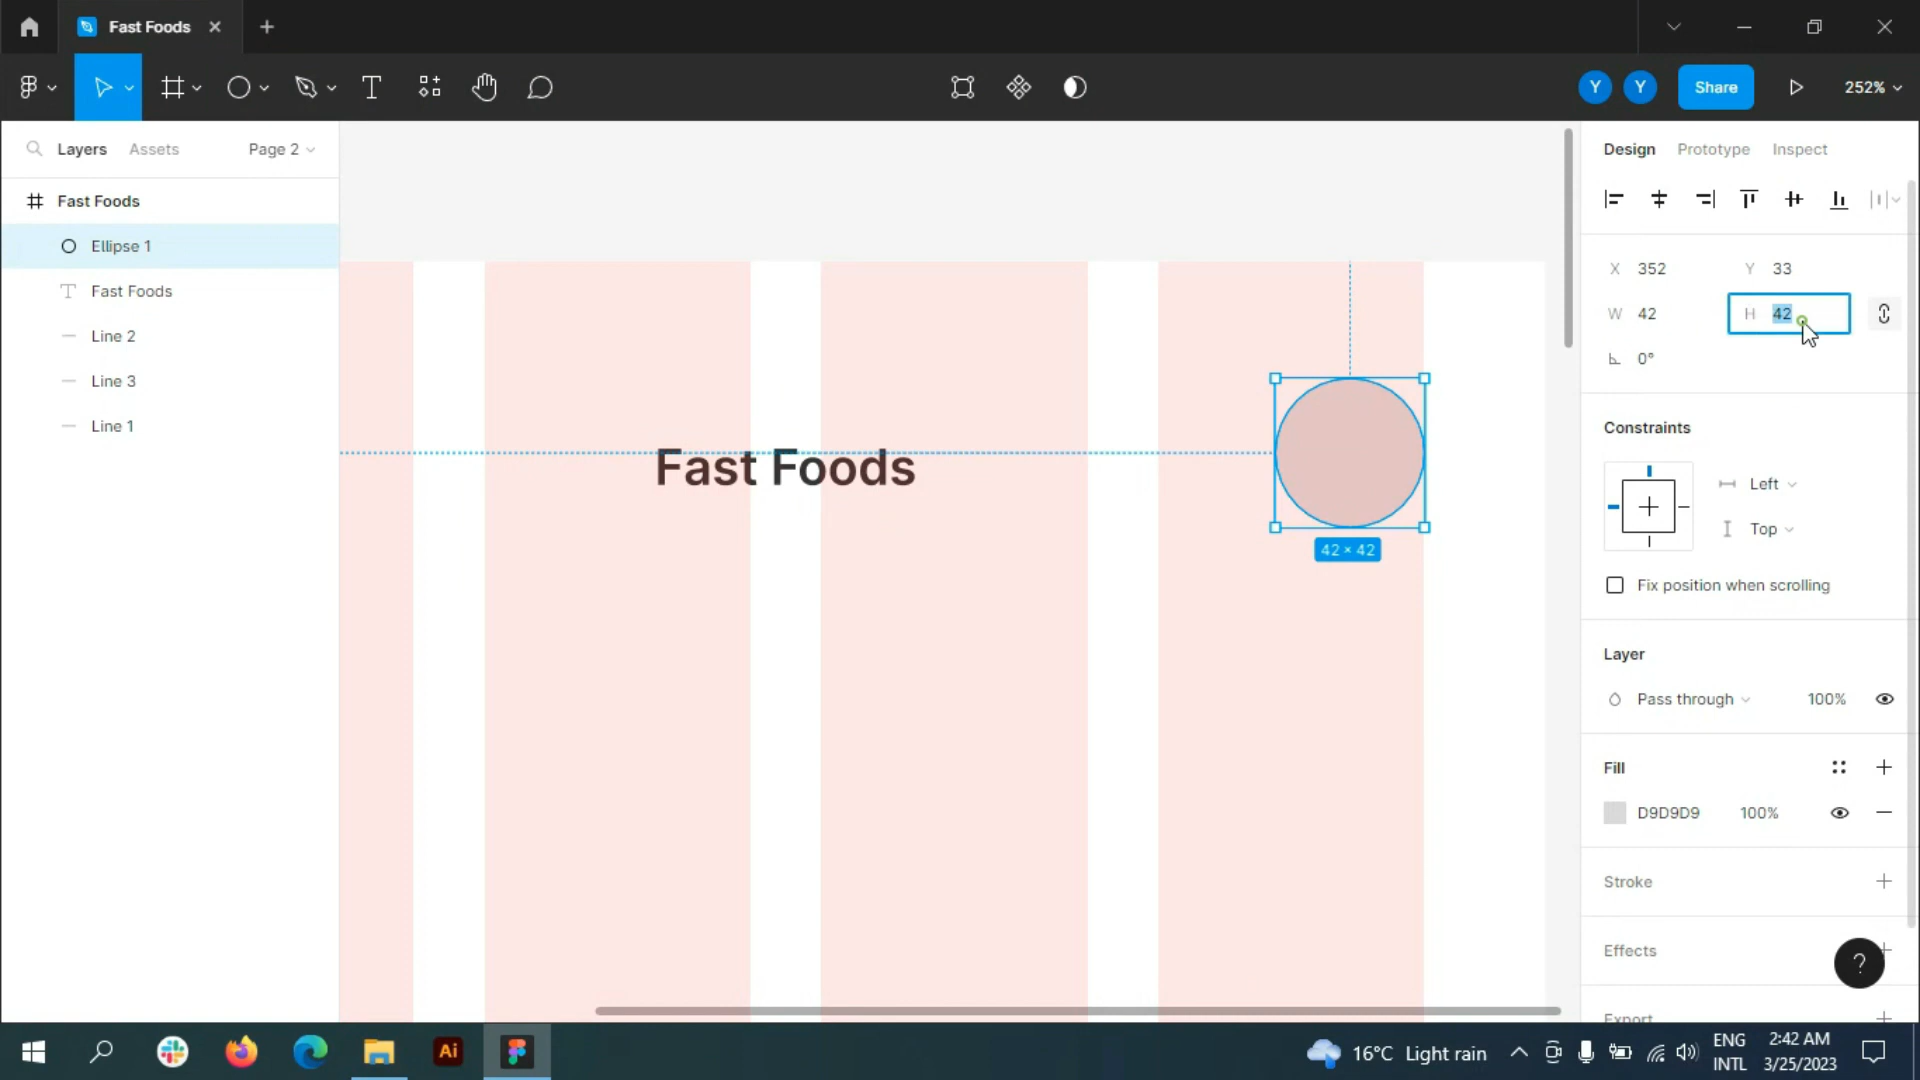 Fast Foods
Y
Y
Share
252%
Layers
Assets
Page 2
Design
Prototype
Inspect
Fast Foods
Ellipse 1
Fast Foods
Line 2
Line 3
Line 1
Fast Foods
42 × 42
X 352
Y 33
W 42
H 42
0°
Constraints
Left
Top
Fix position when scrolling
Layer
Pass through
100%
Fill
D9D9D9
100%
Stroke
Effects
Export
?
Ai
16°C Light rain
ENG
INTL
2:42 AM
3/25/2023